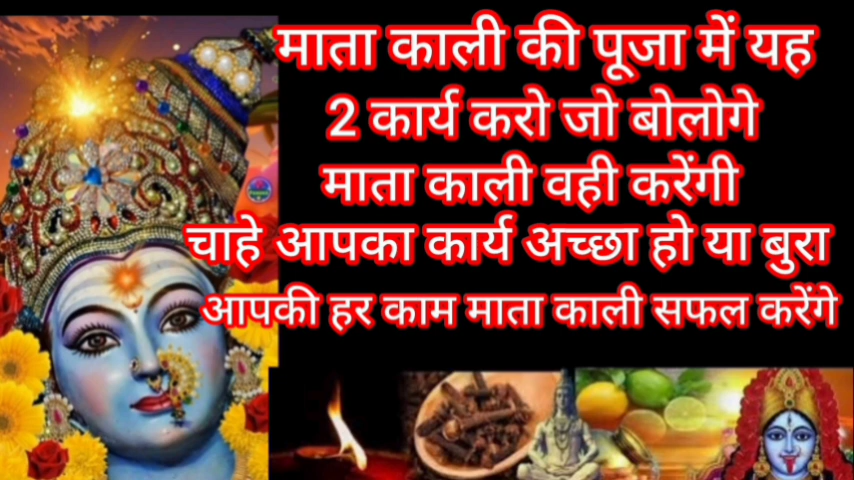 माता काली की पूजा में यह
2 कार्य करो जो बोलोगे
माता काली वही करेंगी
चाहे आपका कार्य अच्छा हो या बुरा
आपकी हर काम माता काली सफल करेंगे